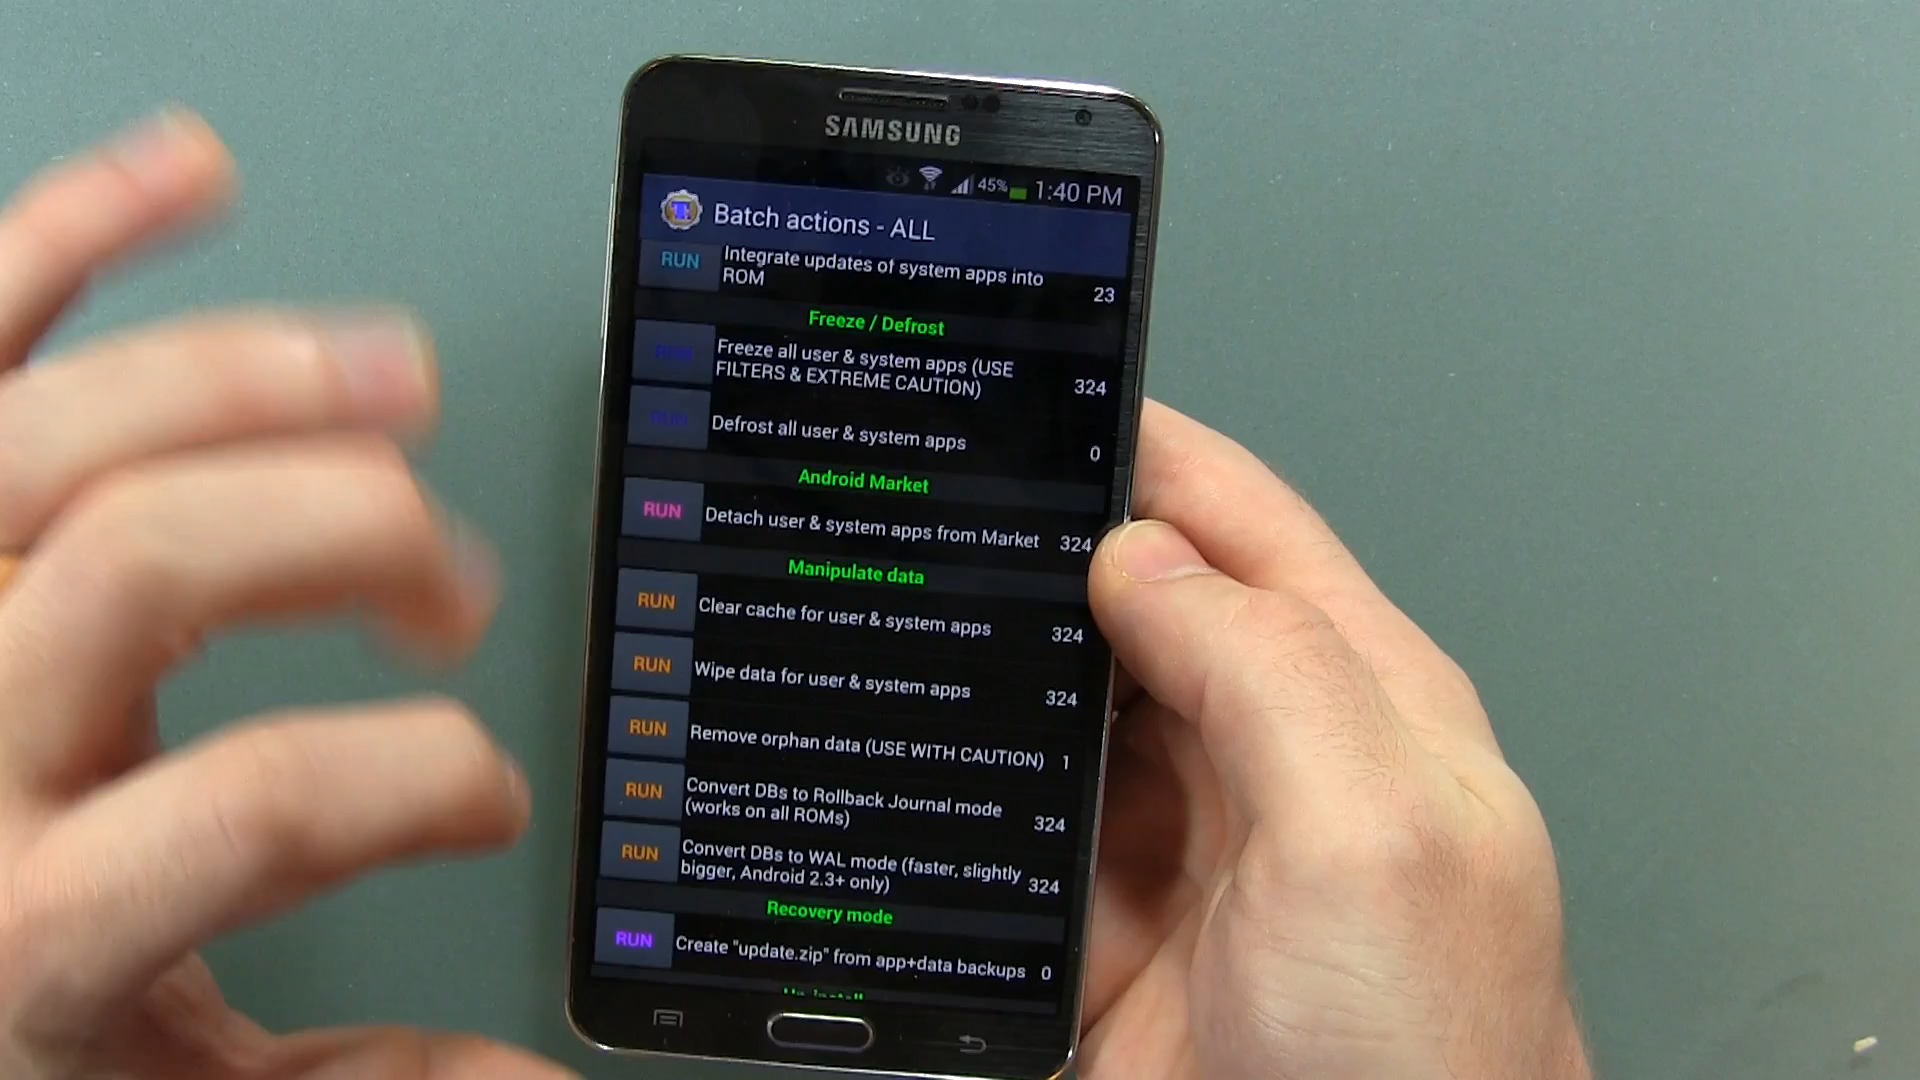 SAMSUNG
45% 1:40 PM
Batch actions - ALL
RUN Integrate updates of system apps into
ROM 23
Freeze / Defrost
RUN Freeze all user & system apps (USE
FILTERS & EXTREME CAUTION) 324
RUN Defrost all user & system apps 0
Android Market
RUN Detach user & system apps from Market 324
Manipulate data
RUN Clear cache for user & system apps 324
RUN Wipe data for user & system apps 324
RUN Remove orphan data (USE WITH CAUTION) 1
RUN Convert DBs to Rollback Journal mode
(works on all ROMs) 324
RUN Convert DBs to WAL mode (faster, slightly
bigger, Android 2.3+ only) 324
Recovery mode
RUN Create "update.zip" from app+data backups 0